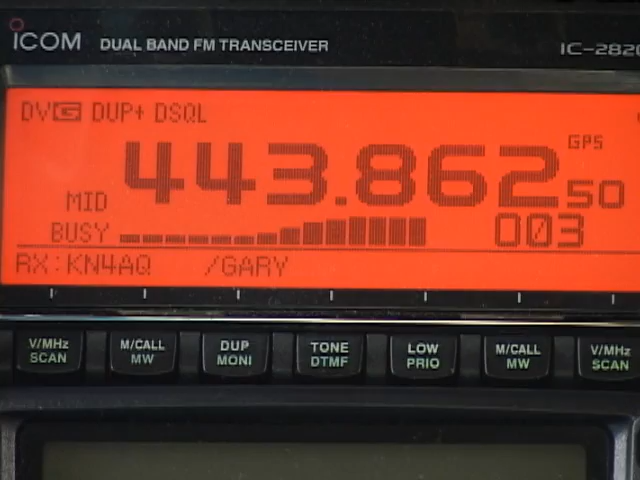 ICOM DUAL BAND FM TRANSCEIVER IC-2820
DV G DUP+ DSQL
GPS
443.862 50
MID
BUSY 003
RX:KN4AQ /GARY
V/MHz SCAN
M/CALL MW
DUP MONI
TONE DTMF
LOW PRIO
M/CALL MW
V/MHz SCAN